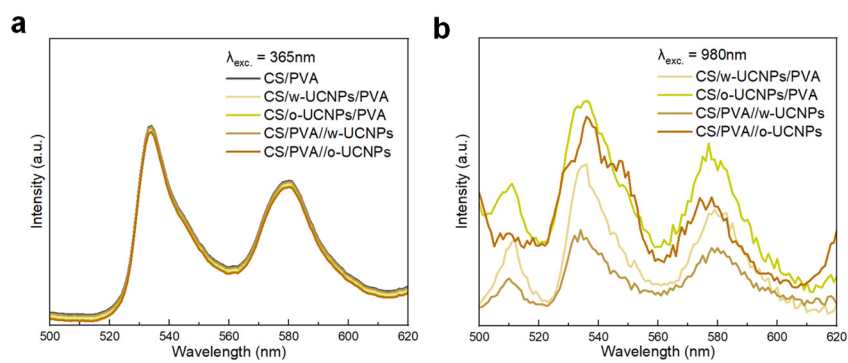 a
λexc. = 365nm
CS/PVA
CS/w-UCNPs/PVA
CS/o-UCNPs/PVA
CS/PVA//w-UCNPs
CS/PVA//o-UCNPs
Intensity (a.u.)
500 520 540 560 580 600 620
Wavelength (nm)
b
λexc. = 980nm
CS/w-UCNPs/PVA
CS/o-UCNPs/PVA
CS/PVA//w-UCNPs
CS/PVA//o-UCNPs
Intensity (a.u.)
500 520 540 560 580 600 620
Wavelength (nm)